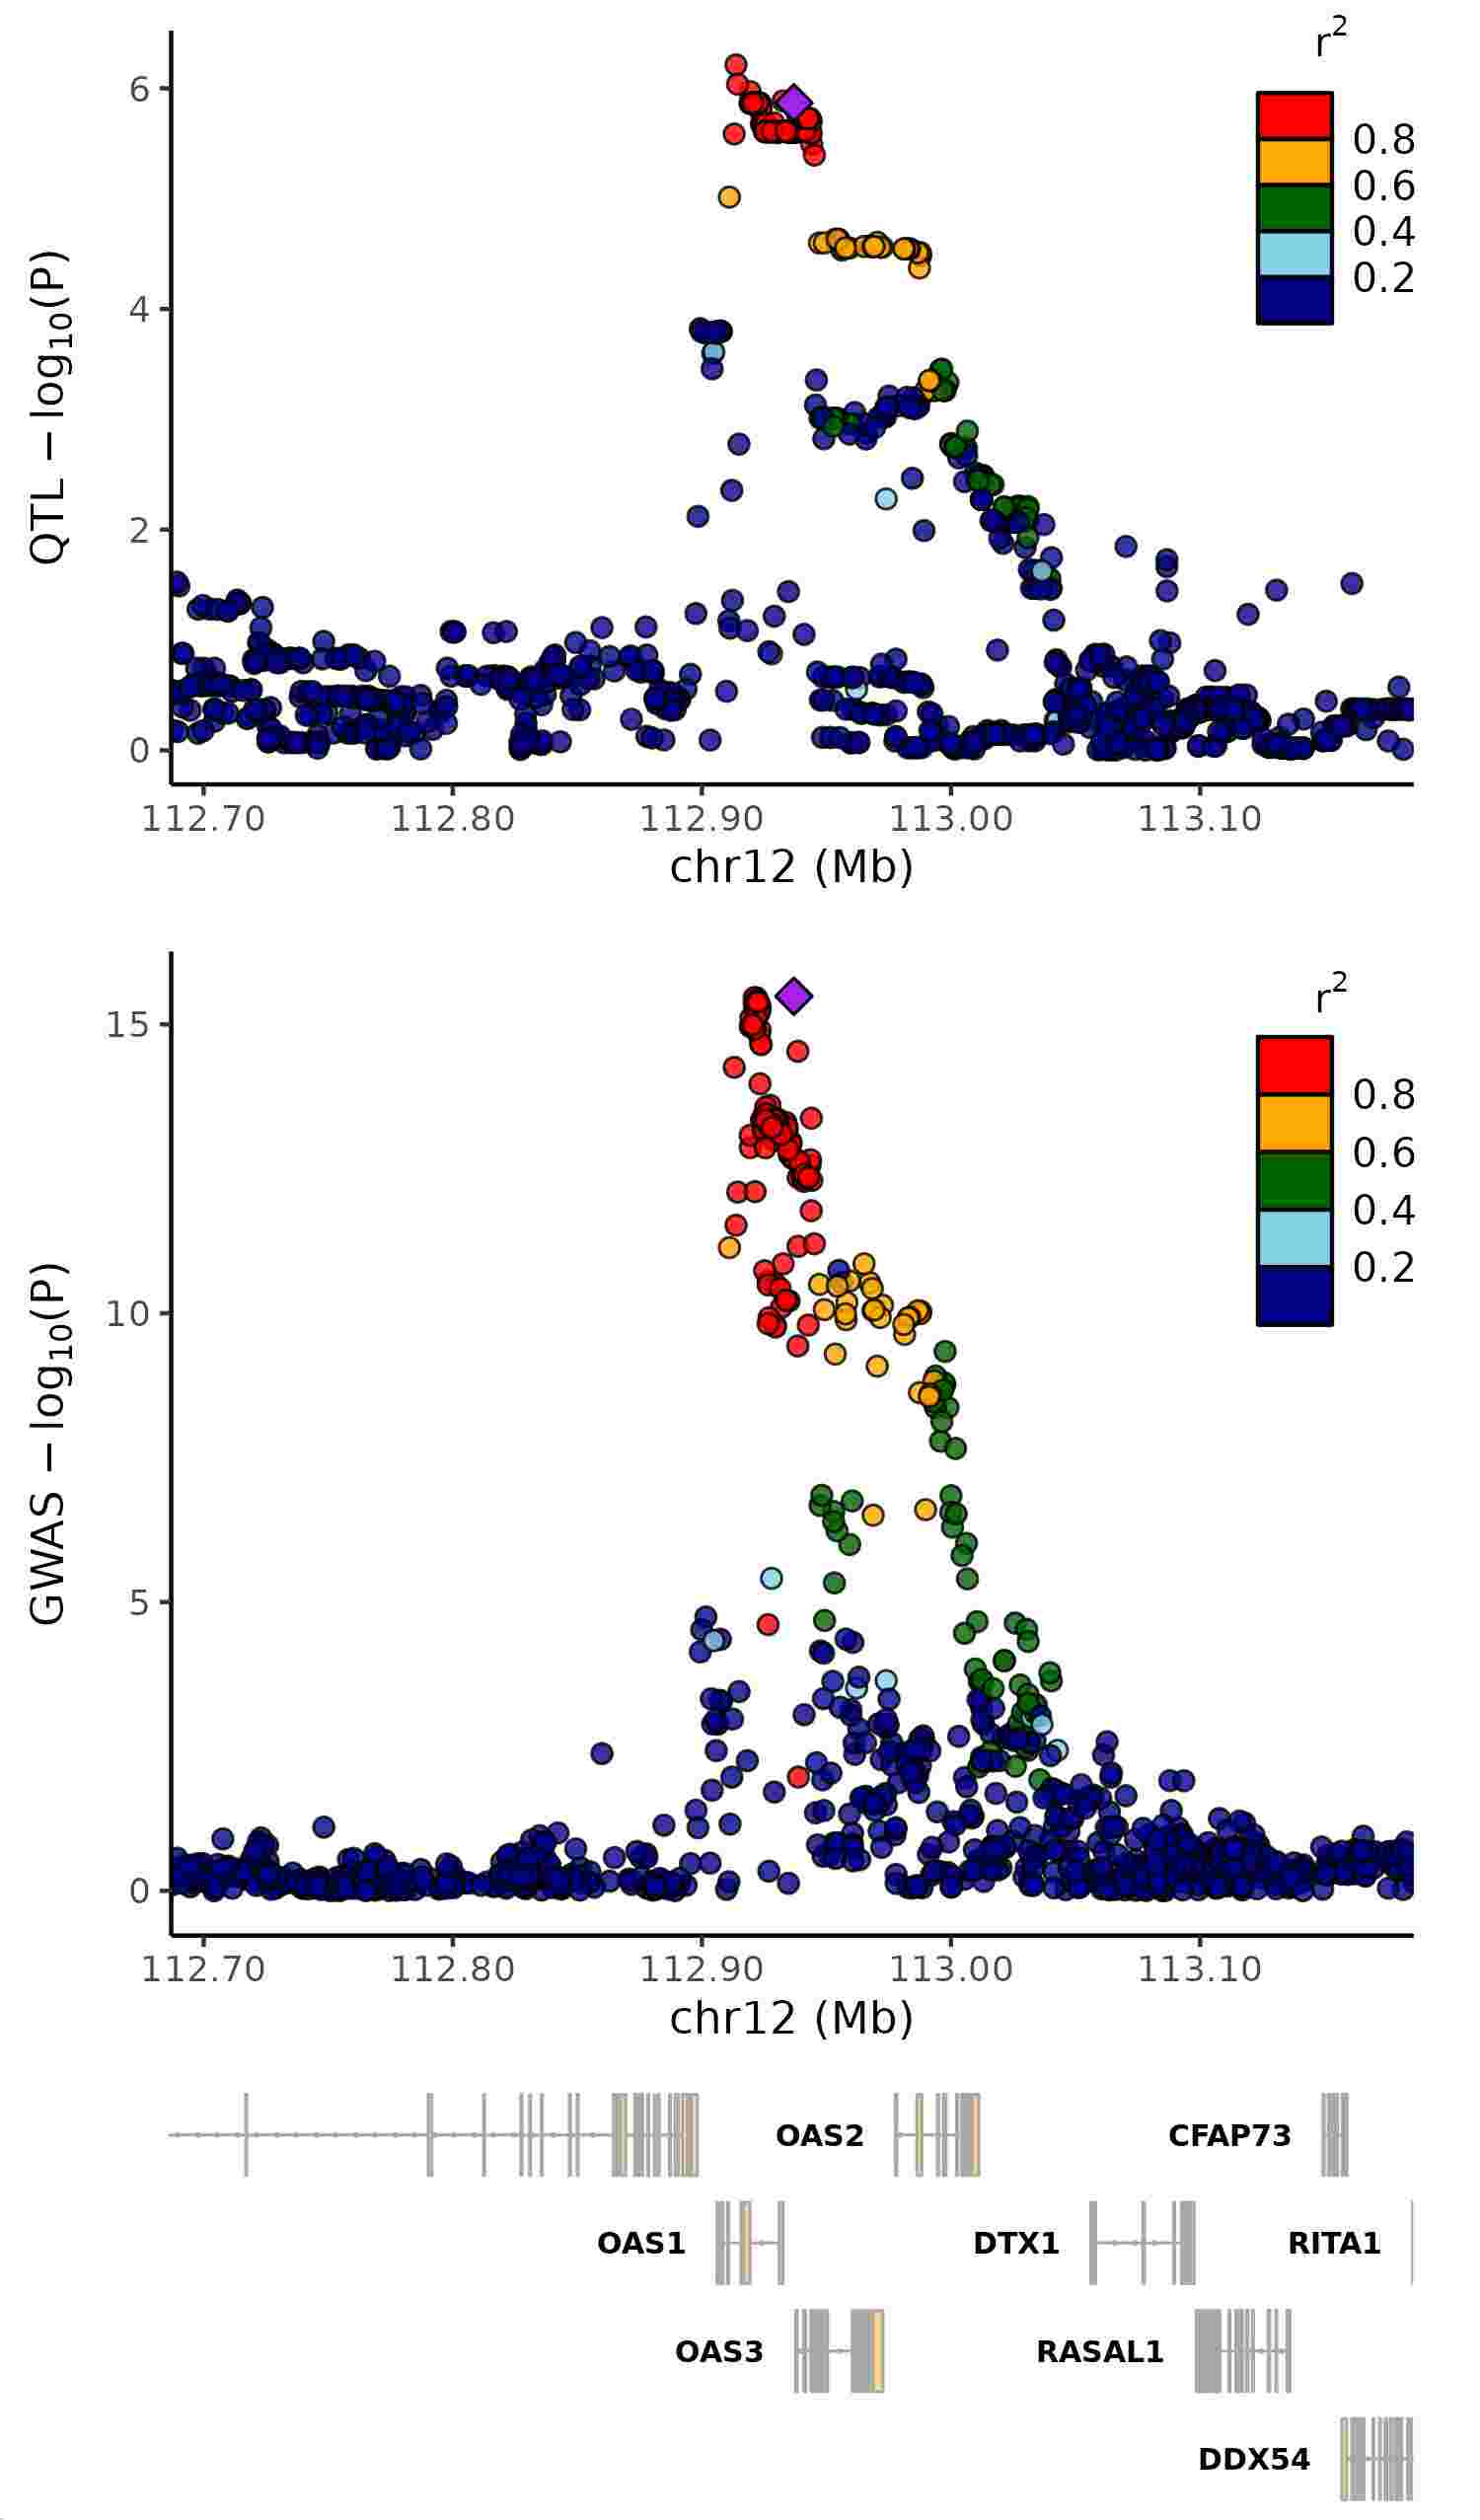 r²
6
4
2
0
0.8
0.6
0.4
0.2
QTL − log₁₀(P)
112.70 112.80 112.90 113.00 113.10
chr12 (Mb)
r²
15
10
5
0
0.8
0.6
0.4
0.2
GWAS − log₁₀(P)
112.70 112.80 112.90 113.00 113.10
chr12 (Mb)
OAS2 CFAP73
OAS1 DTX1 RITA1
OAS3 RASAL1
DDX54